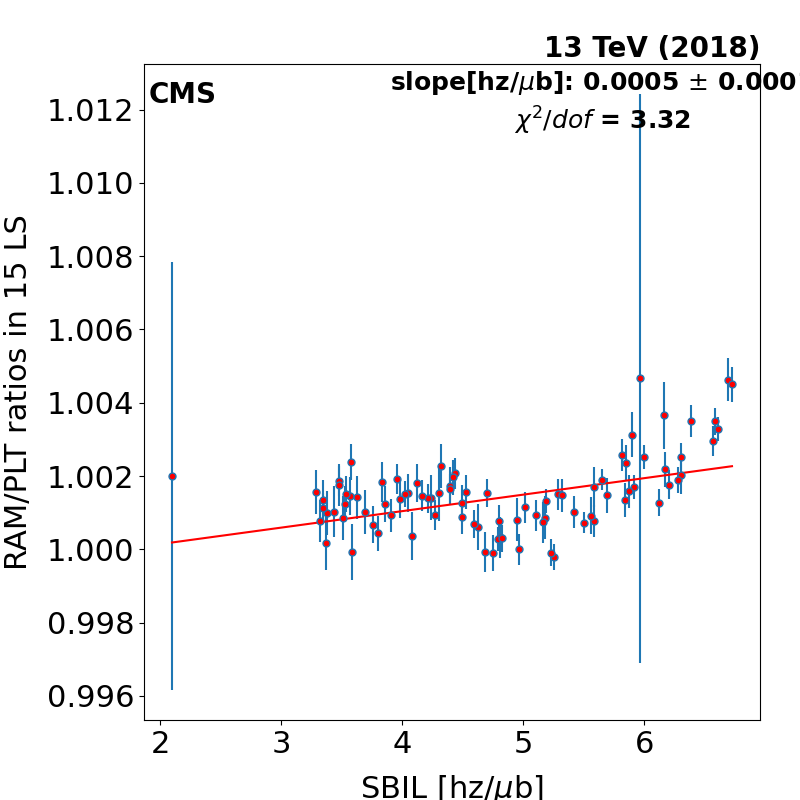 13 TeV (2018)
CMS
slope[hz/μb]: 0.0005 ± 0.000
χ²/dof = 3.32
RAM/PLT ratios in 15 LS
1.012
1.010
1.008
1.006
1.004
1.002
1.000
0.998
0.996
2 3 4 5 6
SBIL [hz/μb]